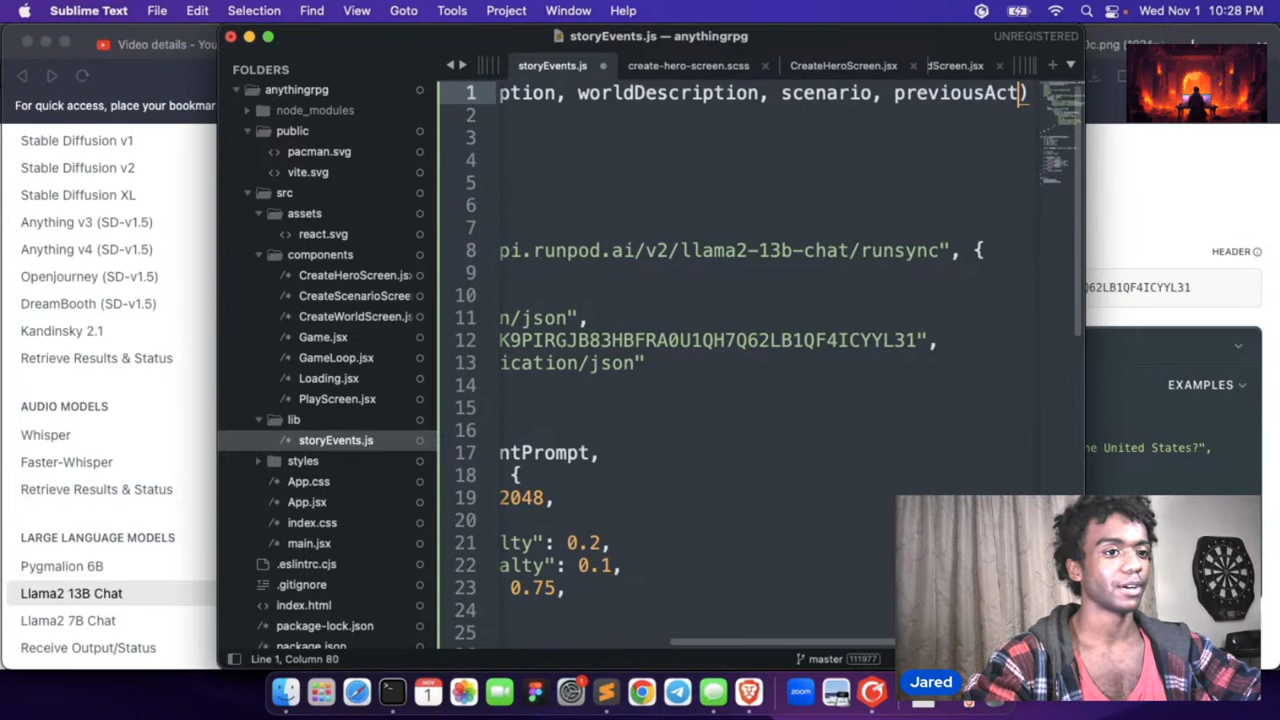 Sublime Text File Edit Selection Find View Goto Tools Project Window Help Wed Nov 1 10:28 PM
Video details - You
storyEvents.js — anythingrpg
UNREGISTERED
For quick access, place your bookmar
Stable Diffusion v1
Stable Diffusion v2
Stable Diffusion XL
Anything v3 (SD-v1.5)
Anything v4 (SD-v1.5)
Openjourney (SD-v1.5)
DreamBooth (SD-v1.5)
Kandinsky 2.1
Retrieve Results & Status
AUDIO MODELS
Whisper
Faster-Whisper
Retrieve Results & Status
LARGE LANGUAGE MODELS
Pygmalion 6B
Llama2 13B Chat
Llama2 7B Chat
Receive Output/Status
FOLDERS
anythingrpg
node_modules
public
pacman.svg
vite.svg
src
assets
react.svg
components
CreateHeroScreen.js
CreateScenarioScree
CreateWorldScreen.js
Game.jsx
GameLoop.jsx
Loading.jsx
PlayScreen.jsx
lib
storyEvents.js
styles
App.css
App.jsx
index.css
main.jsx
.eslintrc.cjs
.gitignore
index.html
package-lock.json
package.json
storyEvents.js create-hero-screen.scss CreateHeroScreen.jsx dScreen.jsx
1 ption, worldDescription, scenario, previousAct)
2
3
4
5
6
7
8 pi.runpod.ai/v2/llama2-13b-chat/runsync", {
9
10
11 n/json",
12 K9PIRGJB83HBFRA0U1QH7Q62LB1QF4ICYYL31",
13 ication/json"
14
15
16
17 ntPrompt,
18 {
19 2048,
20
21 lty": 0.2,
22 alty": 0.1,
23 0.75,
24
25
Line 1, Column 80
master 111977
HEADER
Q62LB1QF4ICYYL31
EXAMPLES
he United States?",
Jared
zoom